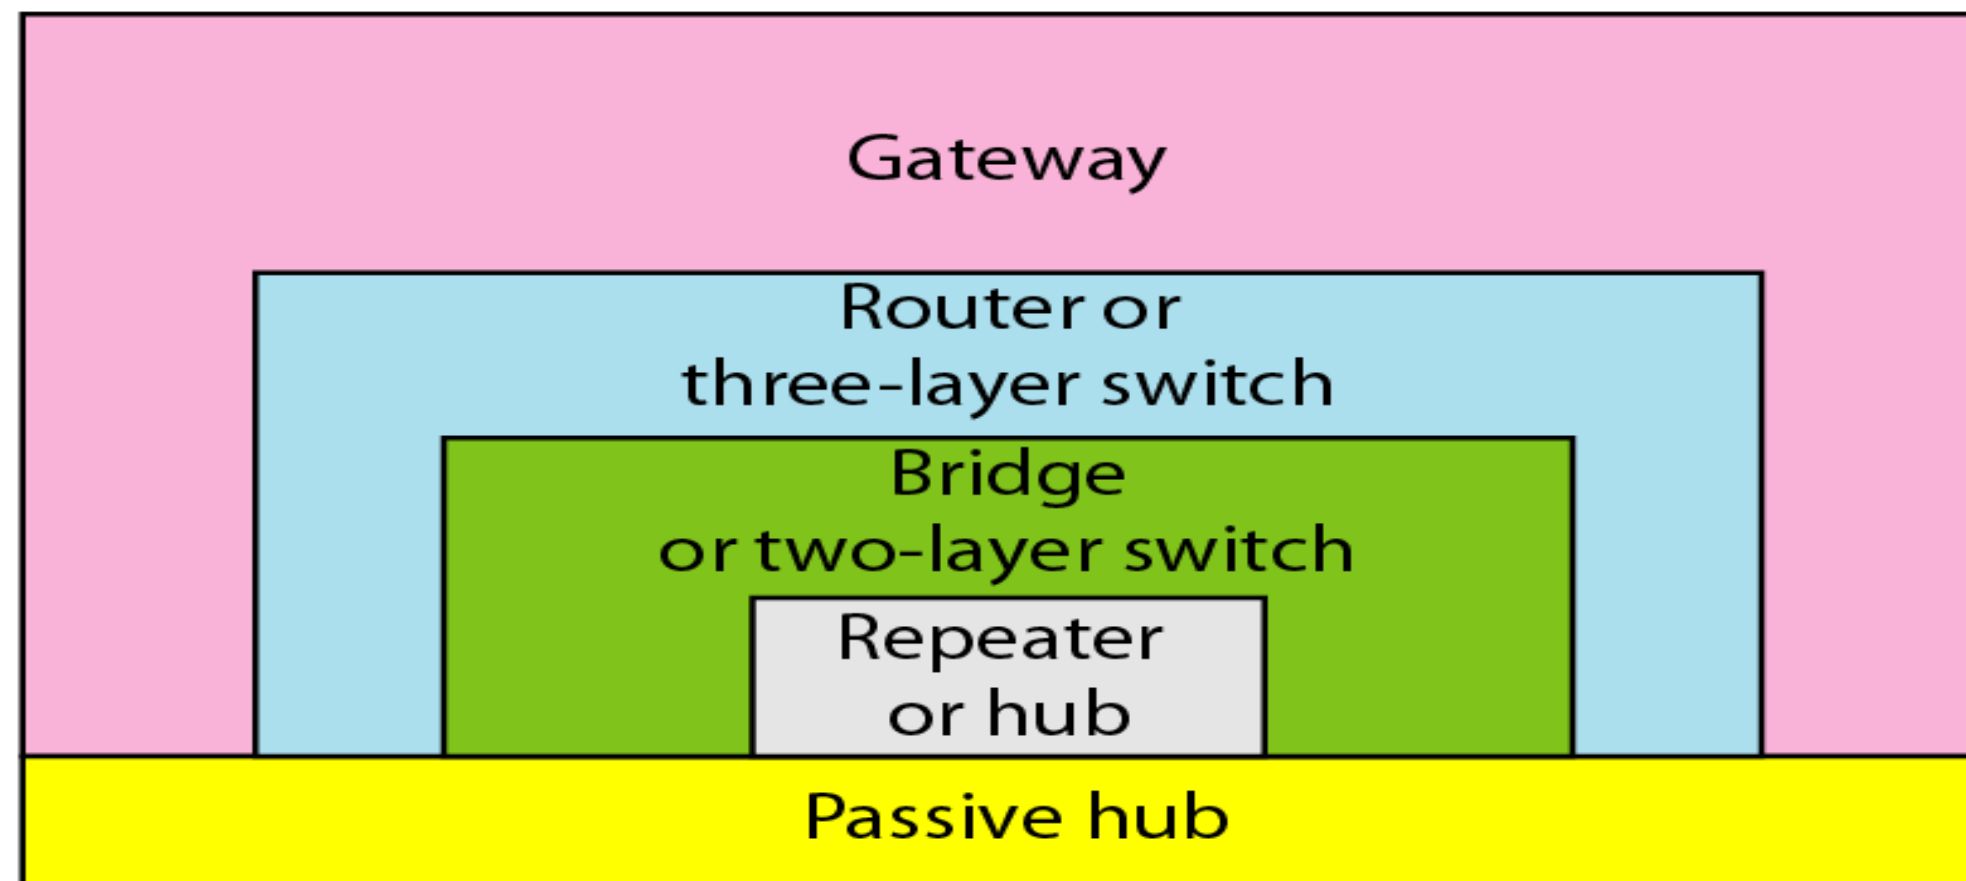 Gateway
Router or
three-layer switch
Bridge
or two-layer switch
Repeater
or hub
Passive hub